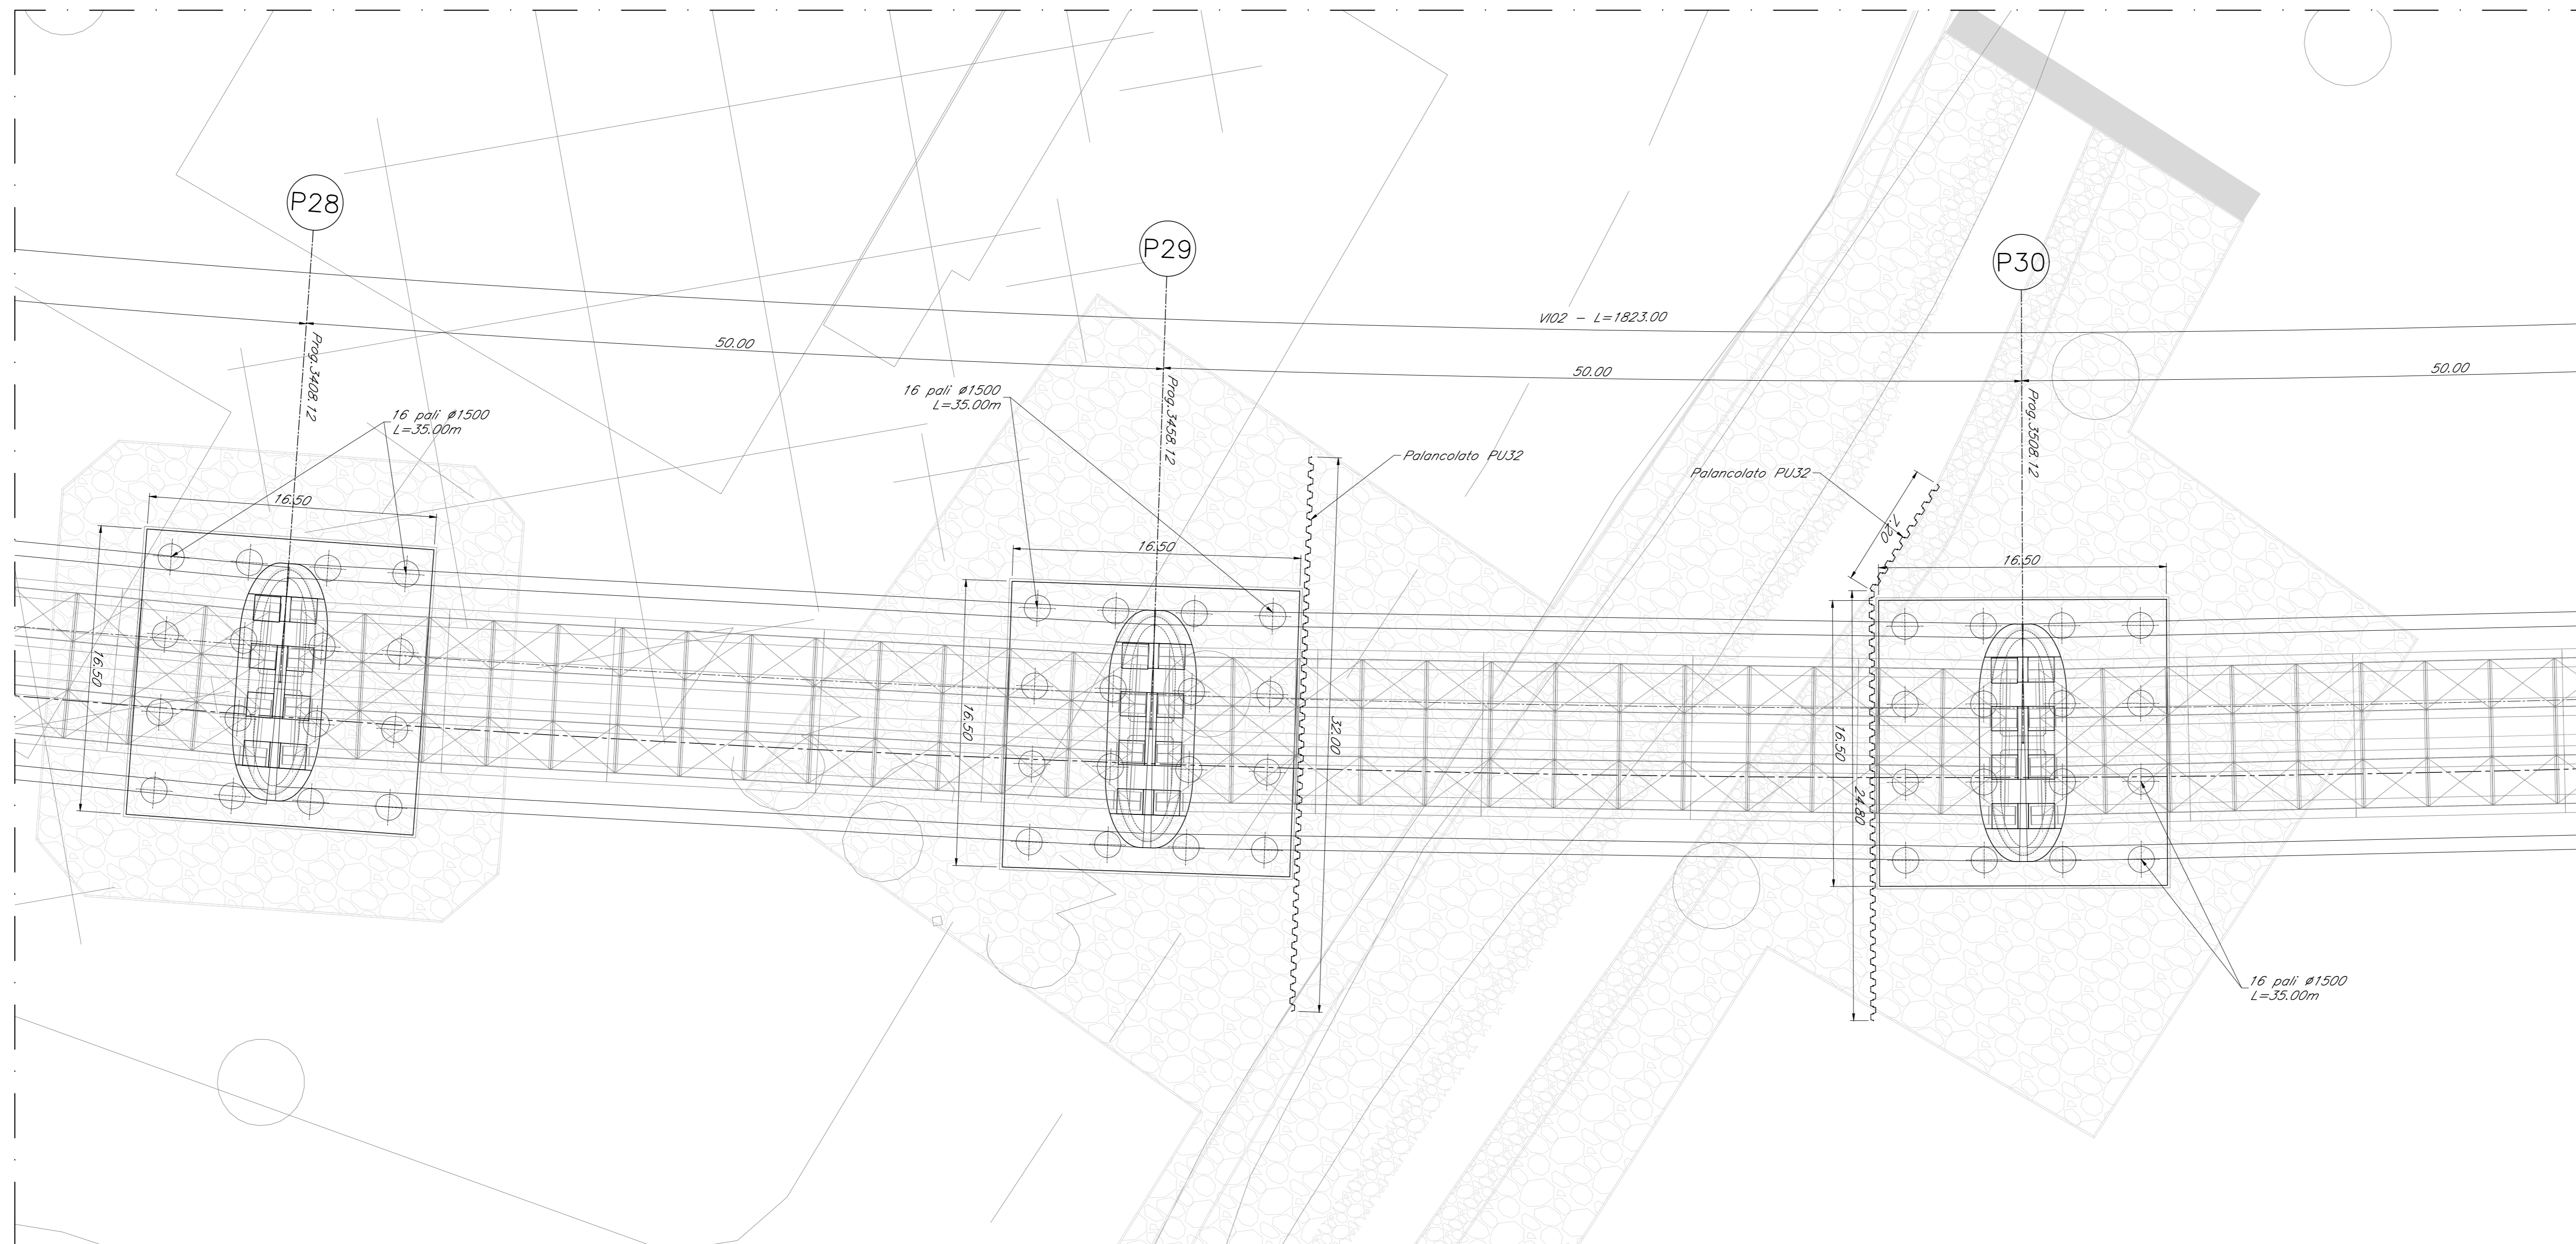 P28
P29
P30
VI02 - L=1823.00
50.00
50.00
50.00
Prog.3408.12
Prog.3458.12
Prog.3508.12
16 pali ø1500
L=35.00m
16 pali ø1500
L=35.00m
Palancolato PU32
Palancolato PU32
7.20
16.50
16.50
16.50
16.50
16.50
32.00
16.50
24.80
16 pali ø1500
L=35.00m